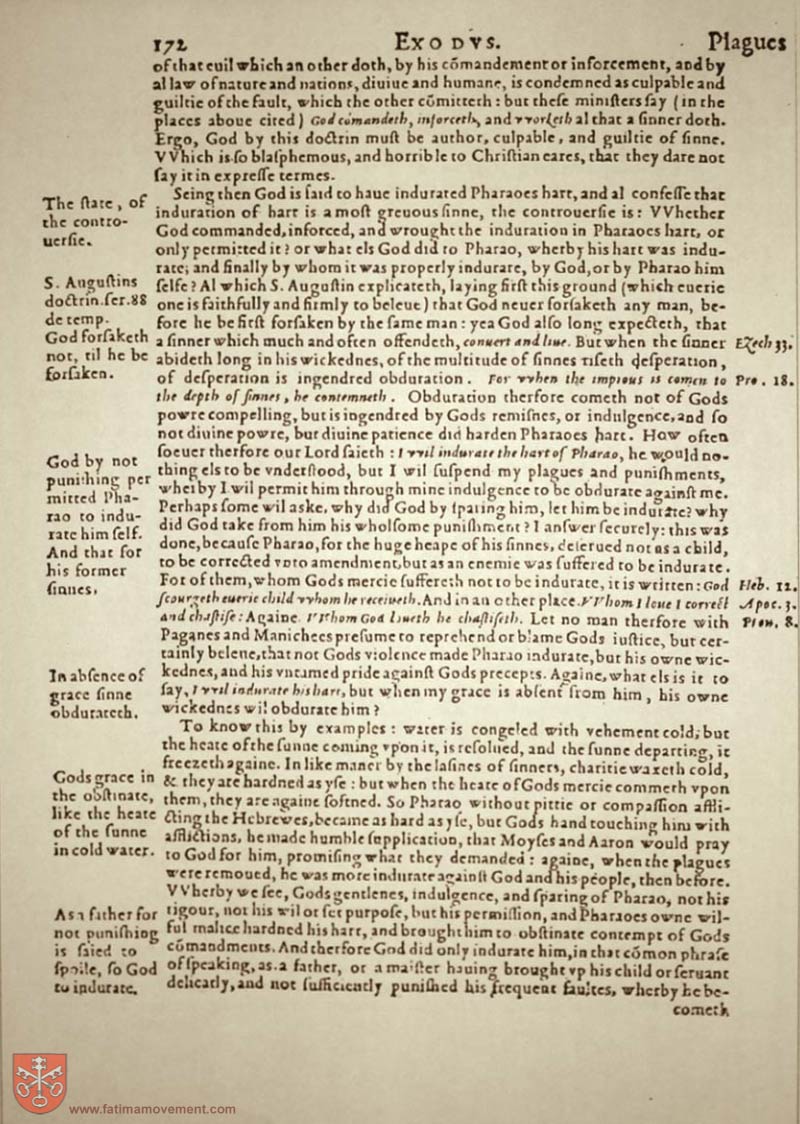 172 EXODVS. Plagues
of that euil which an other doth, by his cõmandement or inforcement, and by
al law of nature and nations, diuiue and humane, is condemned as culpable and
guiltie of the fault, which the other cõmitteth: but these ministers say (in the
places aboue cited) God cõmandeth, inforceth, and vvorketh al that a sinner doth.
Ergo, God by this doctrin must be author, culpable, and guiltie of sinne.
VVhich is so blasphemous, and horrible to Christian eares, that they dare not
say it in expresse termes.
The state, of
the contro-
uersie.
Seing then God is said to haue indurated Pharaoes hart, and al confesse that
induration of hart is a most greuous sinne, the controuersie is: VVhether
God commanded, inforced, and wrought the induration in Pharaoes hart, or
only permitted it? or what els God did to Pharao, wherby his hart was indu-
rate; and finally by whom it was properly indurate, by God, or by Pharao him
S. Augustins
doctrin. ser. 88
de temp.
God forsaketh
not, til he be
forsaken.
selfe? Al which S. Augustin explicateth, laying first this ground (which euerie
one is faithfully and firmly to beleue) that God neuer forsaketh any man, be-
fore he be first forsaken by the same man: yea God also long expecteth, that
a sinner which much and often offendeth, conuert and liue. But when the sinner
Ezech 33.
abideth long in his wickednes, of the multitude of sinnes riseth desperation,
of desperation is ingendred obduration. For vvhen the impious is comen to
Pro. 18.
the depth of sinnes, he contemneth. Obduration therfore cometh not of Gods
powre compelling, but is ingendred by Gods remisnes, or indulgence, and so
not diuine powre, but diuine patience did harden Pharaoes hart. How often
God by not
punishing per
mitted Pha-
rao to indu-
rate him self.
And that for
his former
sinnes.
soeuer therfore our Lord saieth: I vvil indurate the hart of Pharao, he would no-
thing els to be vnderstood, but I wil suspend my plagues and punishments,
wherby I wil permit him through mine indulgence to be obdurate against me.
Perhaps some wil aske, why did God by sparing him, let him be indurate? why
did God take from him his wholsome punishment? I answer securely: this was
done, because Pharao, for the huge heape of his sinnes, deserued not as a child,
to be corrected vnto amendment, but as an enemie was suffered to be indurate.
For of them, whom Gods mercie suffereth not to be indurate, it is written: God
Heb. 12.
scourgeth euerie child vvhom he receiueth. And in an other place. VVhom I loue I correct
Apoc. 3.
and chastise: Againe. VVhom God loueth he chastiseth. Let no man therfore with
Prou. 8.
Paganes and Manichees presume to reprehend or blame Gods iustice, but cer-
tainly beleue, that not Gods violence made Pharao indurate, but his owne wic-
In absence of
grace sinne
obdurateth.
kednes, and his vntamed pride against Gods precepts. Againe, what els is it to
say, I vvil indurate his hart, but when my grace is absent from him, his owne
wickednes wil obdurate him?
To know this by examples: water is congeled with vehement cold, but
the heate of the sunne coming vpon it, is resolued, and the sunne departing, it
freezeth againe. In like maner by the lasines of sinners, charitie waxeth cold,
Gods grace in
the obstinate,
like the heate
of the sunne
in cold water.
& they are hardned as yse: but when the heate of Gods mercie commeth vpon
them, they are againe softned. So Pharao without pittie or compassion affli-
cting the Hebrewes, became as hard as yse, but Gods hand touching him with
afflictions, he made humble supplication, that Moyses and Aaron would pray
to God for him, promising what they demanded: againe, when the plagues
were remoued, he was more indurate against God and his people, then before.
VVherby we see, Gods gentlenes, indulgence, and sparing of Pharao, not his
As a father for
not punishing
is saied to
spoile, so God
to indurate.
rigour, not his wil or set purpose, but his permission, and Pharaoes owne wil-
ful malice hardned his hart, and brought him to obstinate contempt of Gods
cõmandments. And therfore God did only indurate him, in that cõmon phrase
of speaking, as a father, or a maister hauing brought vp his child or seruant
delicatly, and not sufficiently punished his frequent faultes, wherby he be-
cometh
www.fatimamovement.com